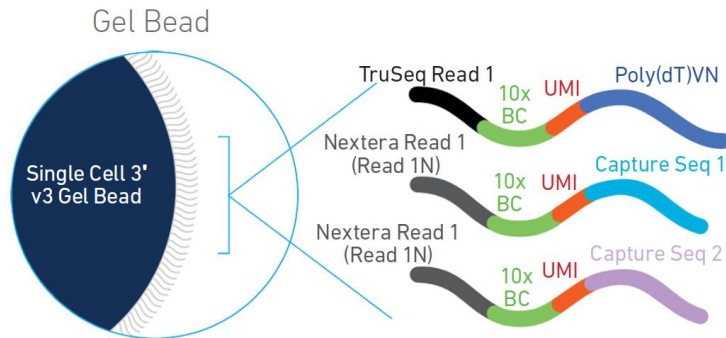 Gel Bead
Single Cell 3'
v3 Gel Bead
TruSeq Read 1
10x
BC
UMI
Poly(dT)VN
Nextera Read 1
(Read 1N)
10x
BC
UMI
Capture Seq 1
Nextera Read 1
(Read 1N)
10x
BC
UMI
Capture Seq 2